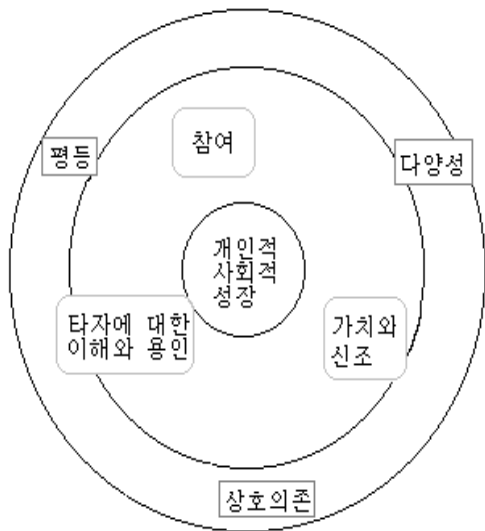 참여
평등
다양성
개인적
사회적
성장
타자에 대한
이해와 용인
가치와
신조
상호의존